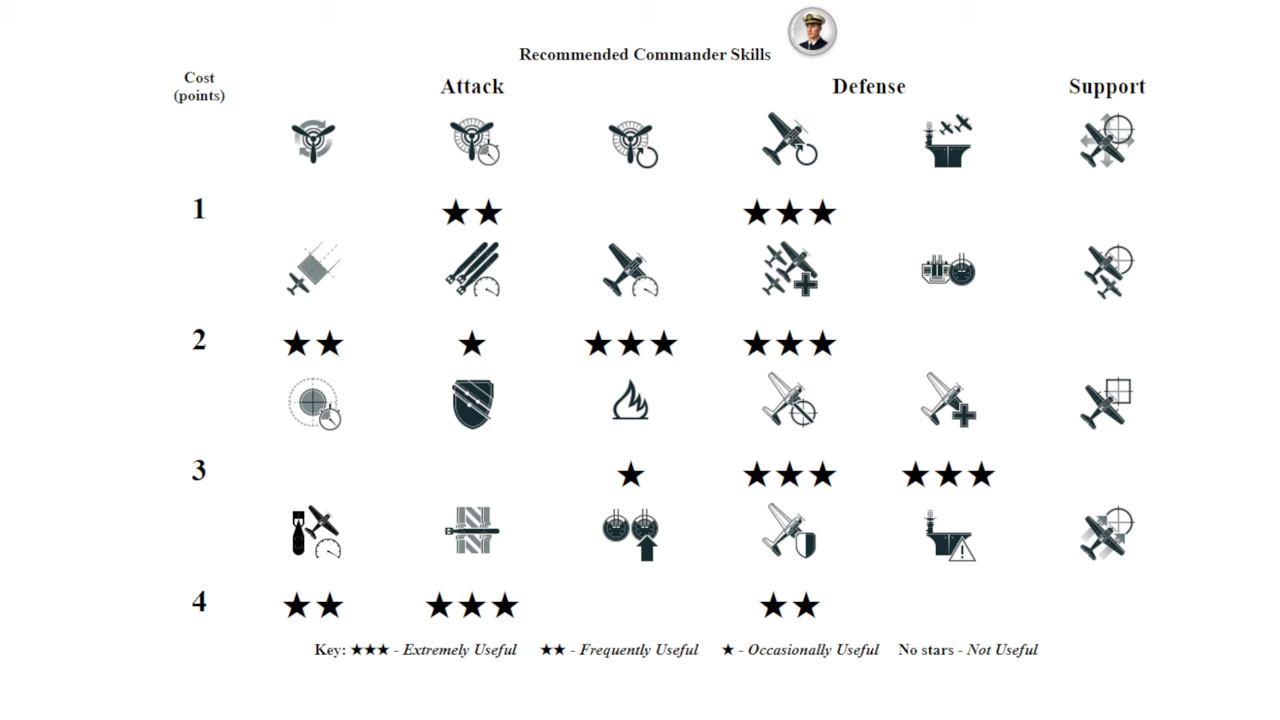 Recommended Commander Skills
Cost
(points)
Attack Defense Support
1
★★ ★★★
2
★★ ★ ★★★ ★★★
3
★ ★★★ ★★★
4
★★ ★★★ ★★
Key: ★★★ - Extremely Useful ★★ - Frequently Useful ★ - Occasionally Useful No stars - Not Useful